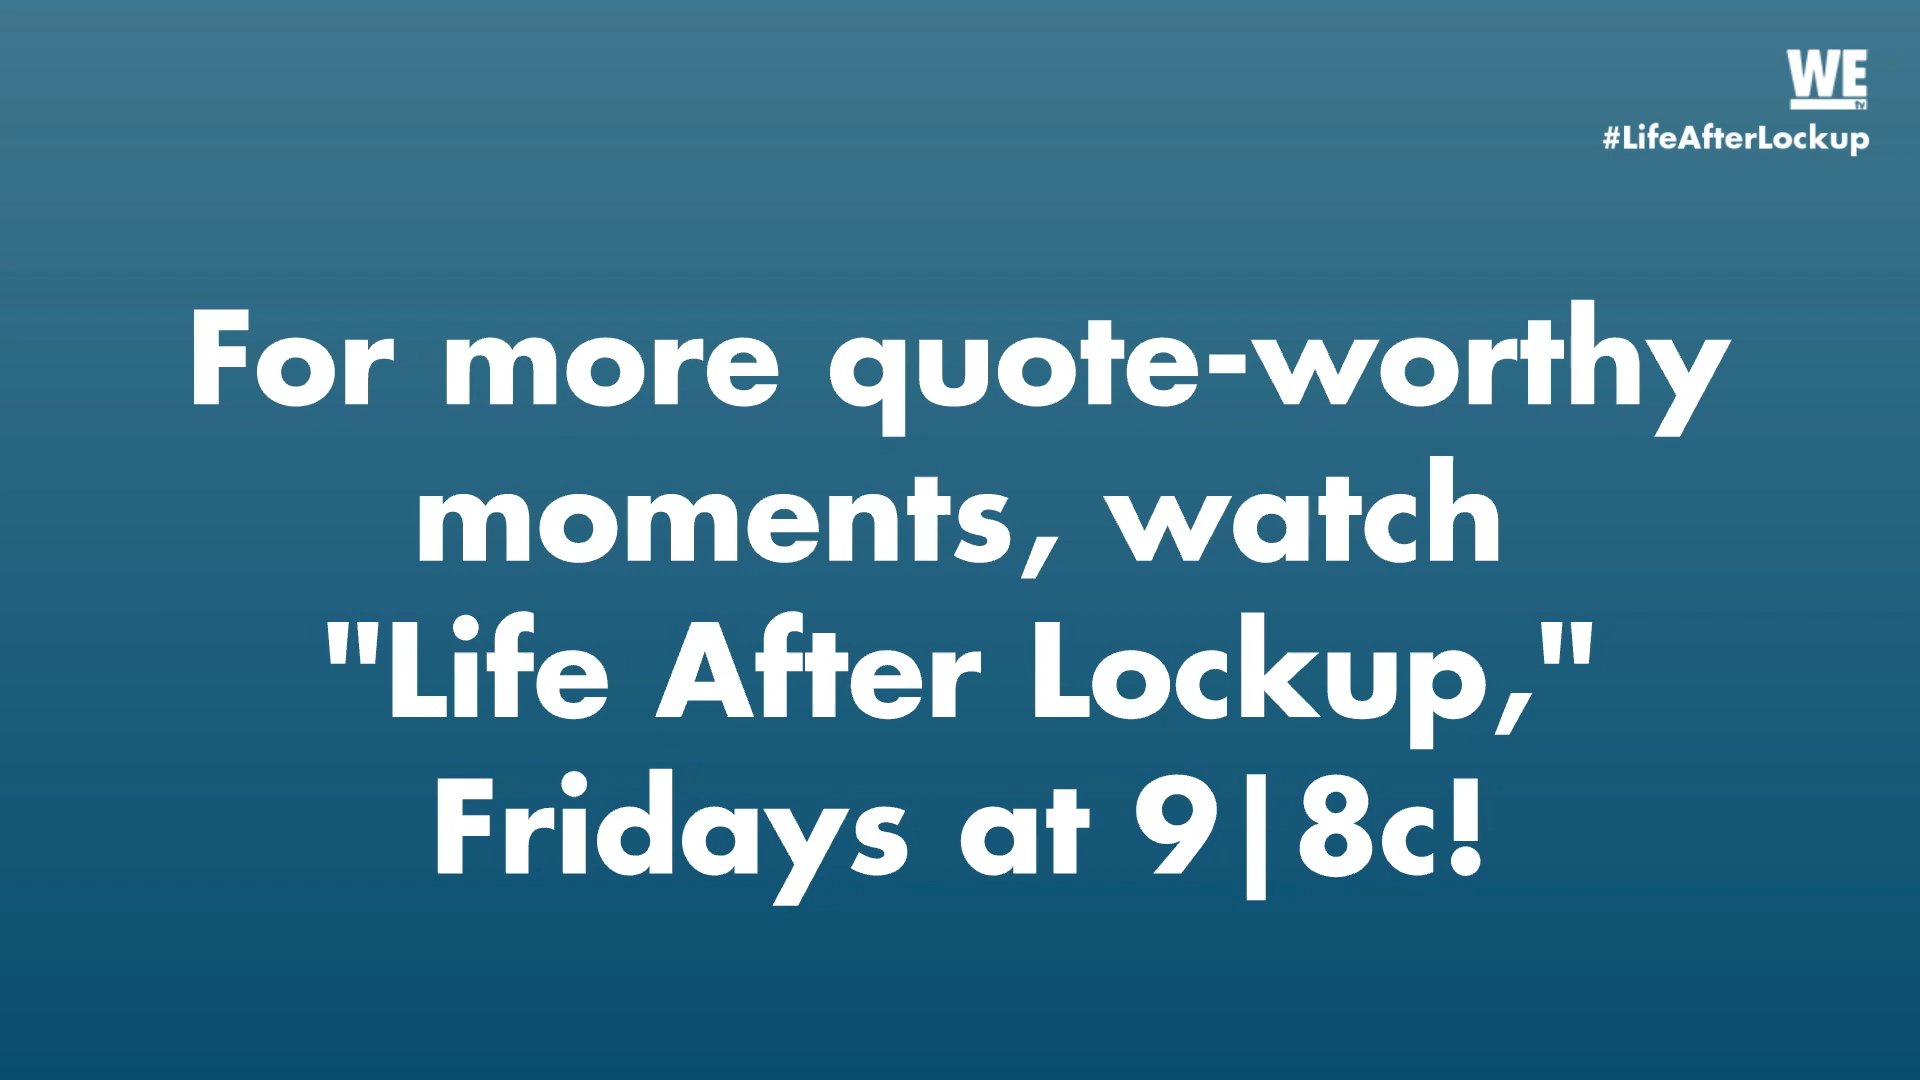 WE
tv
#LifeAfterLockup
For more quote-worthy
moments, watch
"Life After Lockup,"
Fridays at 9|8c!